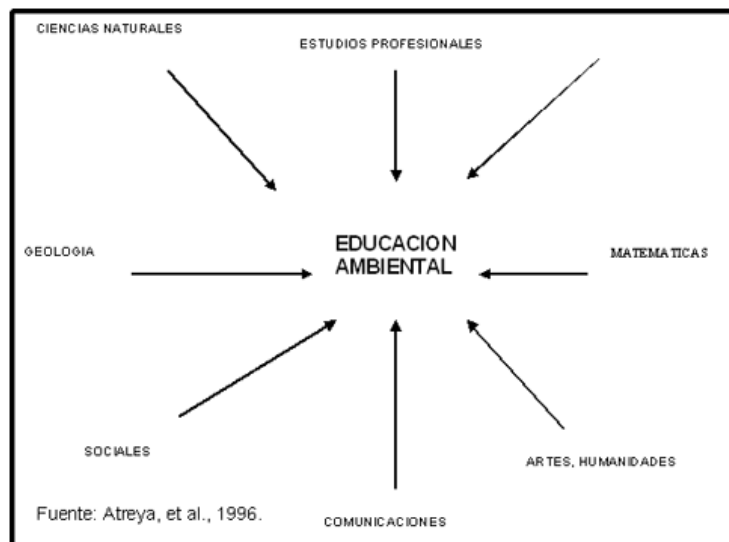 CIENCIAS NATURALES
ESTUDIOS PROFESIONALES
GEOLOGIA
EDUCACION
AMBIENTAL
MATEMATICAS
SOCIALES
ARTES, HUMANIDADES
Fuente: Atreya, et al., 1996.
COMUNICACIONES